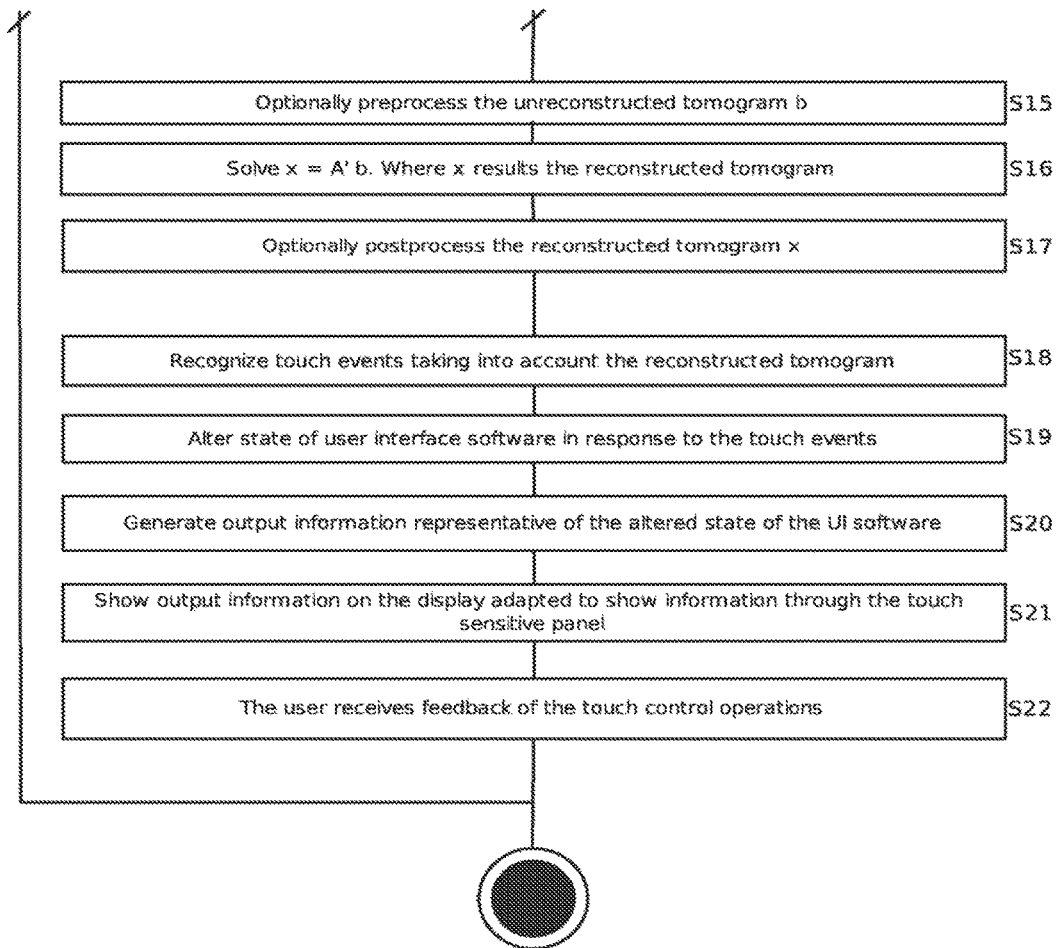 Optionally preprocess the unreconstructed tomogram b S15
Solve x = A' b. Where x results the reconstructed tomogram S16
Optionally postprocess the reconstructed tomogram x S17
Recognize touch events taking into account the reconstructed tomogram S18
Alter state of user interface software in response to the touch events S19
Generate output information representative of the altered state of the UI software S20
Show output information on the display adapted to show information through the touch
sensitive panel S21
The user receives feedback of the touch control operations S22